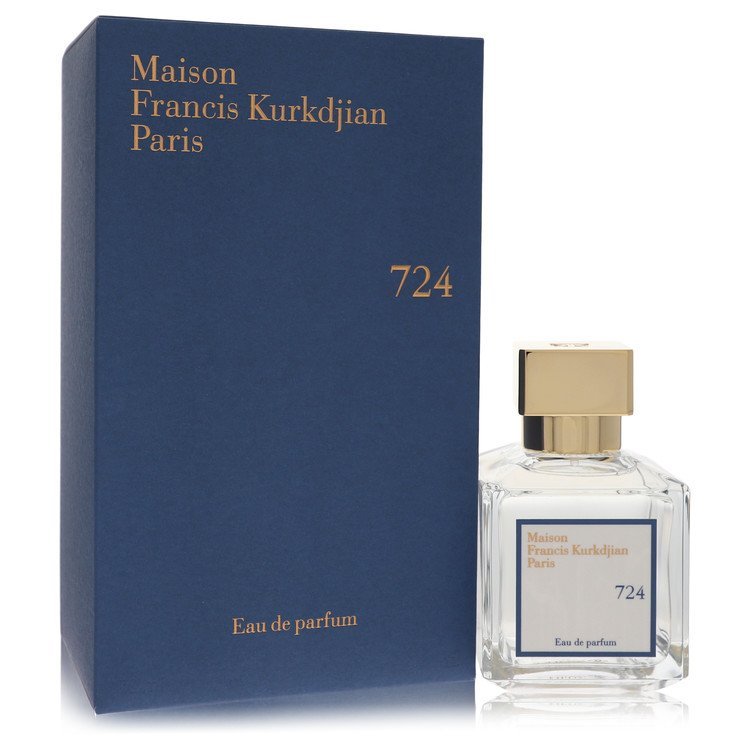 Maison
Francis Kurkdjian
Paris
724
Eau de parfum
Maison
Francis Kurkdjian
Paris
724
Eau de parfum